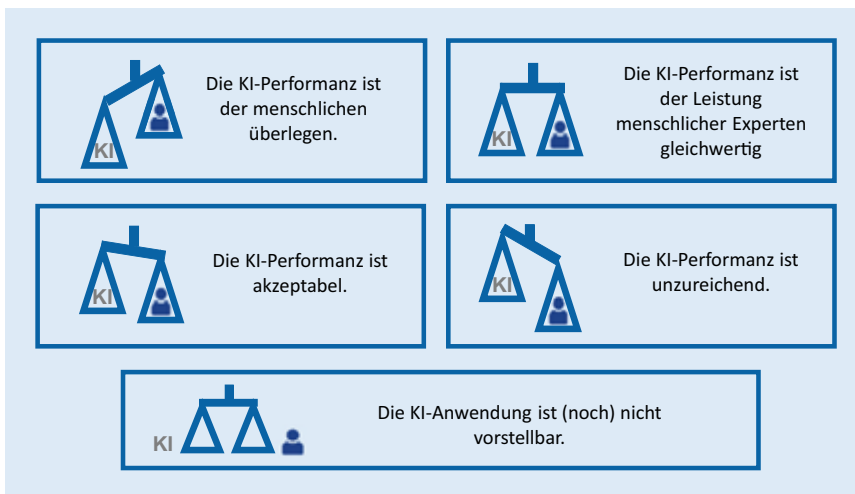 KI
Die KI-Performanz ist
der menschlichen
überlegen.
KI
Die KI-Performanz ist
der Leistung
menschlicher Experten
gleichwertig
KI
Die KI-Performanz ist
akzeptabel.
KI
Die KI-Performanz ist
unzureichend.
KI
Die KI-Anwendung ist (noch) nicht
vorstellbar.